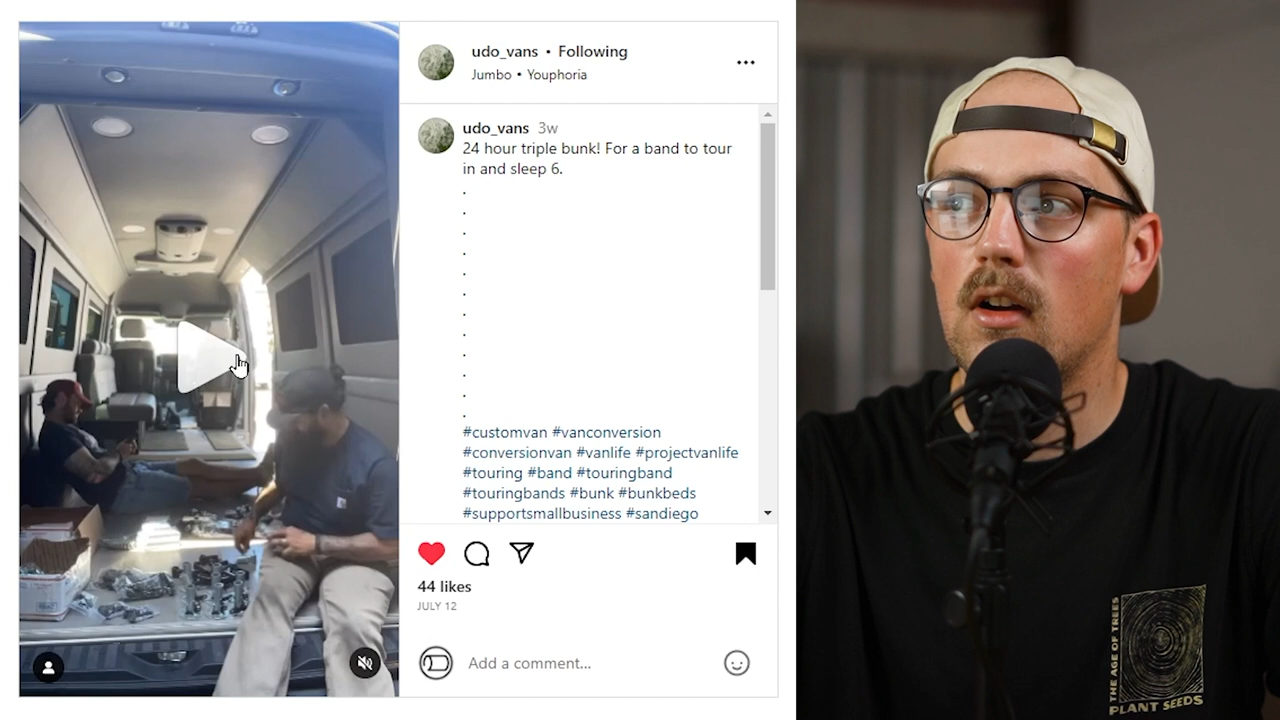 udo_vans • Following
Jumbo • Youphoria
udo_vans 3w
24 hour triple bunk! For a band to tour
in and sleep 6.
.
.
.
.
.
.
.
.
.
.
.
.
#customvan #vanconversion
#conversionvan #vanlife #projectvanlife
#touring #band #touringband
#touringbands #bunk #bunkbeds
#supportsmallbusiness #sandiego
44 likes
JULY 12
Add a comment...
THE AGE OF TREES
PLANT SEEDS